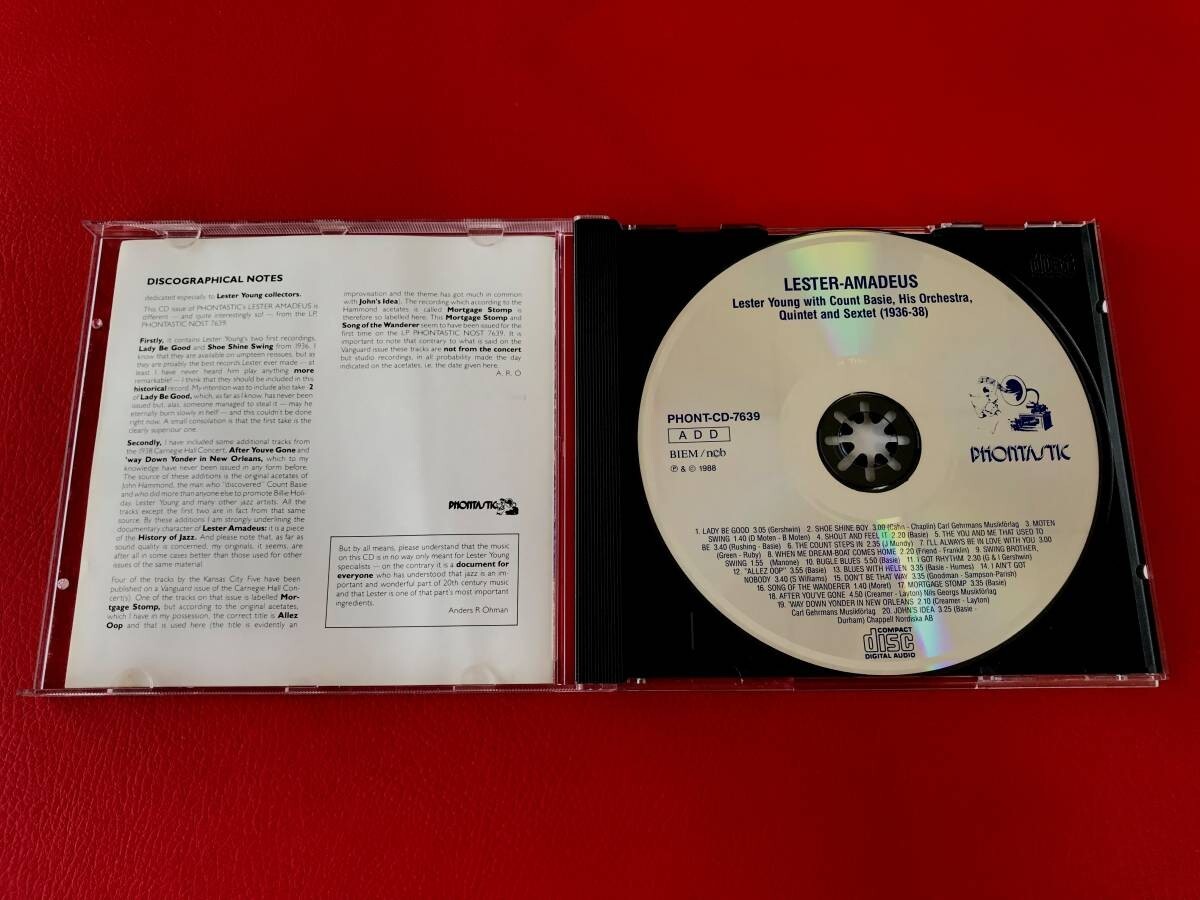 DISCOGRAPHICAL NOTES
dedicated especially to Lester Young collectors.
This CD issue of PHONTASTIC's LESTER AMADEUS is
different — and quite interestingly so! — from the LP.
PHONTASTIC NOST 7639.
Firstly, it contains Lester Young's two first recordings,
Lady Be Good and Shoe Shine Swing from 1936. I
know that they are available on umpteen reissues, but as
they are proably the best records Lester ever made — at
least I have never heard him play anything more
remarkable! — I think that they should be included in this
historical record. My intention was to include also take -2
of Lady Be Good, which, as far as I know, has never been
issued but, alas, someone managed to steal it — may he
eternally burn slowly in hell! — and this couldn't be done
right now. A small consolation is that the first take is the
clearly superiour one.
Secondly, I have included some additional tracks from
the 1938 Carnegie Hall Concert, After Youve Gone and
'way Down Yonder in New Orleans, which to my
knowledge have never been issued in any form before.
The source of these additions is the original acetates of
John Hammond, the man who "discovered" Count Basie
and who did more than anyone else to promote Billie Holi-
day, Lester Young and many other jazz artists. All the
tracks except the first two are in fact from that same
source. By these additions I am strongly underlining the
documentary character of Lester Amadeus: it is a piece
of the History of Jazz. And please note that, as far as
sound quality is concerned, my originals, it seems, are
after all in some cases better than those used for other
issues of the same material.
Four of the tracks by the Kansas City Five have been
published on a Vanguard issue of the Carnegie Hall Con-
cert(s). One of the tracks on that issue is labelled Mor-
tgage Stomp, but according to the original acetates,
which I have in my possession, the correct title is Allez
Oop and that is used here (the title is evidently an
improvisation and the theme has got much in common
with John's Idea). The recording which according to the
Hammond acetates is called Mortgage Stomp is
therefore so labelled here. This Mortgage Stomp and
Song of the Wanderer seem to have been issued for the
first time on the LP. PHONTASTIC NOST 7639. It is
important to note that contrary to what is said on the
Vanguard issue these tracks are not from the concert
but studio recordings, in all probability made the day
indicated on the acetates, i.e. the date given here.
A. R. O
PHONTASTIC
But by all means, please understand that the music
on this CD is in no way only meant for Lester Young
specialists — on the contrary it is a document for
everyone who has understood that jazz is an im-
portant and wonderful part of 20th century music
and that Lester is one of that part's most important
ingredients.
Anders R Ohman
LESTER-AMADEUS
Lester Young with Count Basie, His Orchestra,
Quintet and Sextet (1936-38)
PHONT-CD-7639
ADD
BIEM/ncb
℗ & © 1988
PHONTASTIC
1. LADY BE GOOD 3.05 (Gershwin) 2. SHOE SHINE BOY 3.00 (Cahn - Chaplin) Carl Gehrmans Musikförlag 3. MOTEN
SWING 1.40 (D Moten - B Moten) 4. SHOUT AND FEEL IT 2.20 (Basie) 5. THE YOU AND ME THAT USED TO
BE 3.40 (Rushing - Basie) 6. THE COUNT STEPS IN 2.35 (J Mundy) 7. I'LL ALWAYS BE IN LOVE WITH YOU 3.00
(Green - Ruby) 8. WHEN ME DREAM-BOAT COMES HOME 2.20 (Friend - Franklin) 9. SWING BROTHER,
SWING 1.55 (Manone) 10. BUGLE BLUES 5.50 (Basie) 11. I GOT RHYTHM 2.30 (G & I Gershwin)
12. "ALLEZ OOP" 3.55 (Basie) 13. BLUES WITH HELEN 3.35 (Basie - Humes) 14. I AIN'T GOT
NOBODY 3.40 (S Williams) 15. DON'T BE THAT WAY 3.35 (Goodman - Sampson-Parish)
16. SONG OF THE WANDERER 1.40 (Moret) 17. MORTGAGE STOMP 3.35 (Basie)
18. AFTER YOU'VE GONE 4.50 (Creamer - Layton) Nils Georgs Musikförlag
19. 'WAY DOWN YONDER IN NEW ORLEANS 2.10 (Creamer - Layton)
Carl Gehrmans Musikförlag 20. JOHN'S IDEA 3.25 (Basie -
Durham) Chappell Nordiska AB
COMPACT
disc
DIGITAL AUDIO